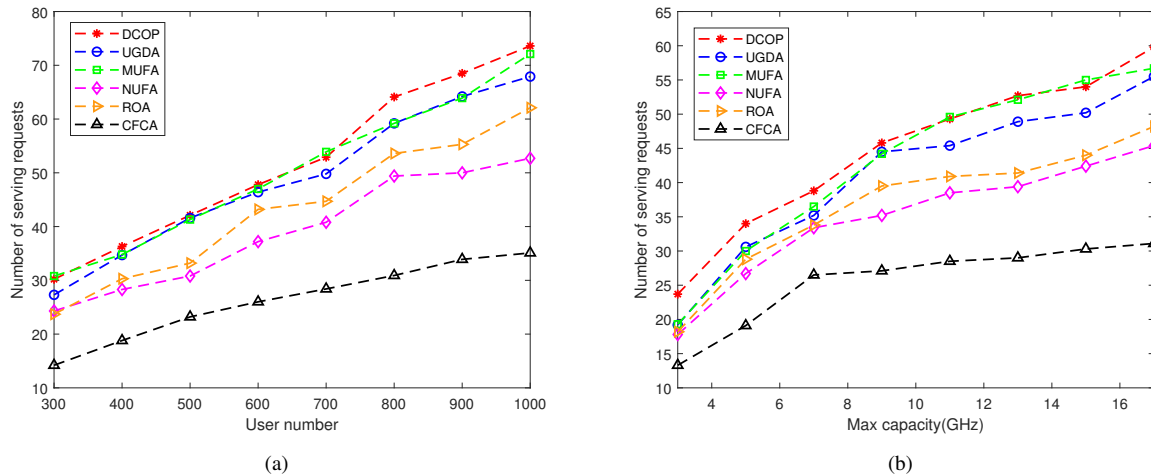 80
70
60
50
40
30
20
10
Number of serving requests
DCOP
UGDA
MUFA
NUFA
ROA
CFCA
300 400 500 600 700 800 900 1000
User number
(a)
65
60
55
50
45
40
35
30
25
20
15
10
Number of serving requests
DCOP
UGDA
MUFA
NUFA
ROA
CFCA
4 6 8 10 12 14 16
Max capacity(GHz)
(b)